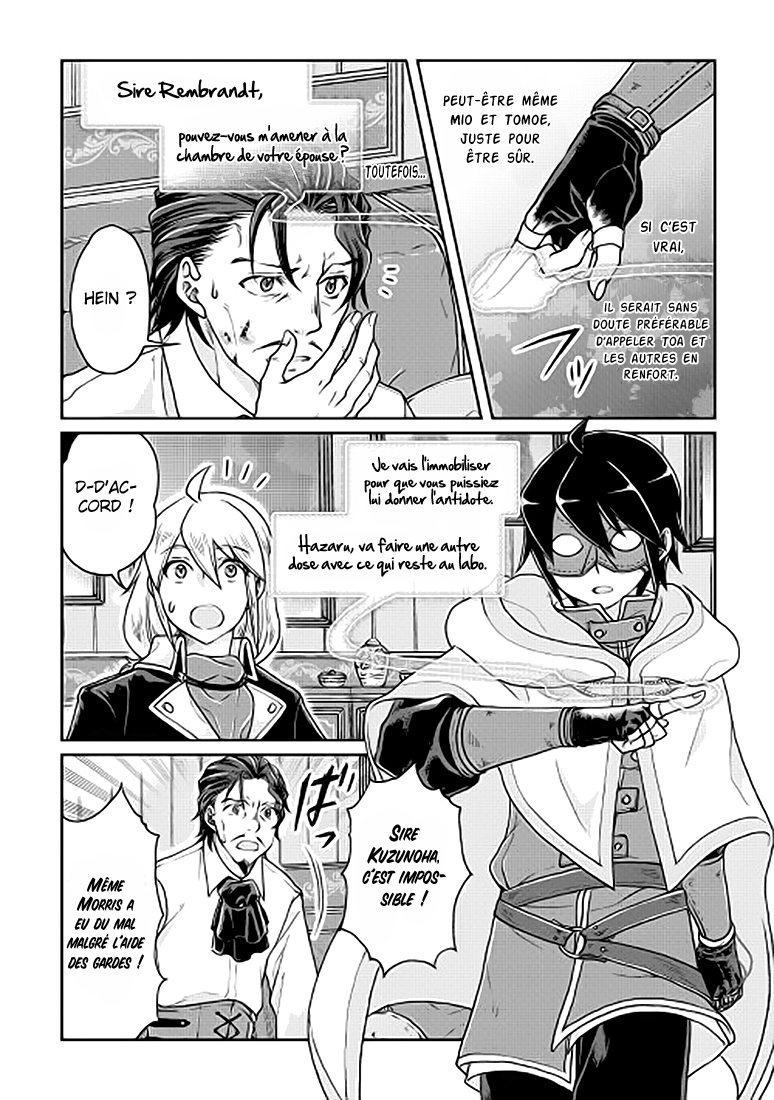 PEUT-ÊTRE MÊME
MIO ET TOMOE,
JUSTE POUR
ÊTRE SÛR.
SI C'EST
VRAI,
IL SERAIT SANS
DOUTE PRÉFÉRABLE
D'APPELER TOA ET
LES AUTRES EN
RENFORT.
TOUTEFOIS...
Sire Rembrandt,
pouvez-vous m'amener à la
chambre de votre épouse ?
HEIN ?
Je vais l'immobiliser
pour que vous puissiez
lui donner l'antidote.
Hazaru, va faire une autre
dose avec ce qui reste au labo.
D-D'AC-
CORD !
SIRE
KUZUNOHA,
C'EST IMPOS-
SIBLE !
ばっ
MÊME
MORRIS A
EU DU MAL
MALGRÉ L'AIDE
DES GARDES !